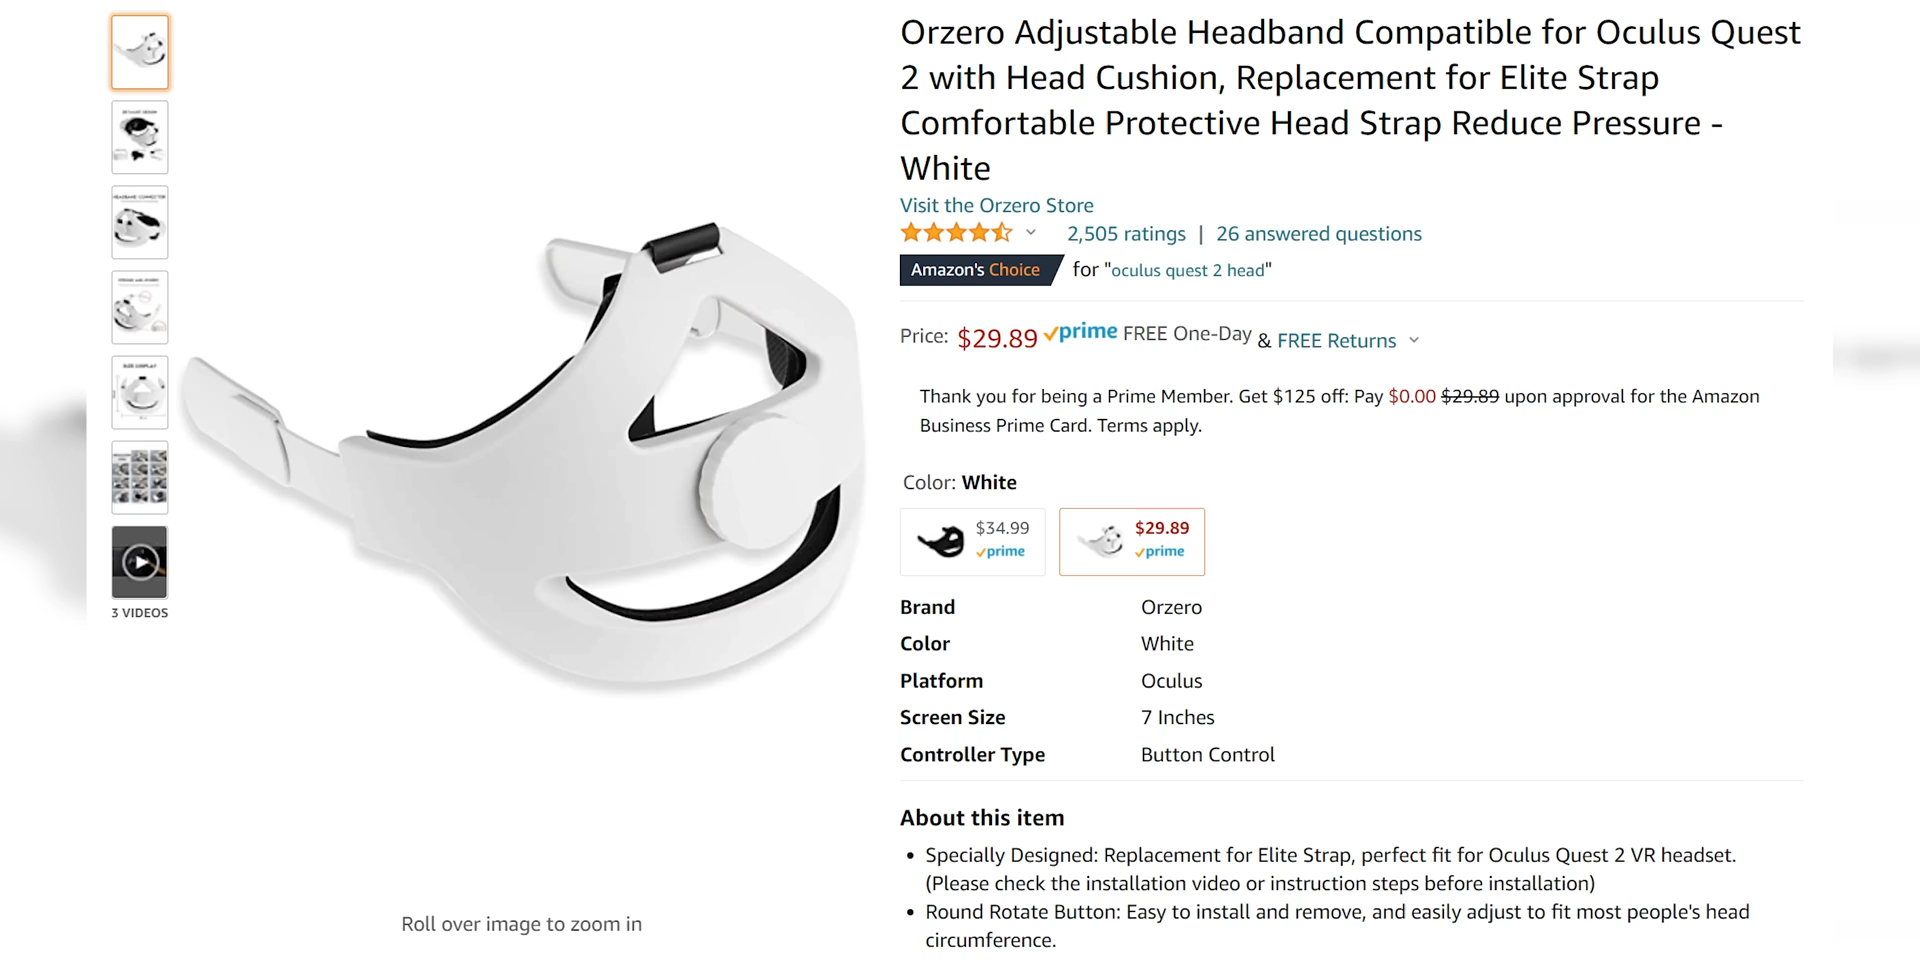 Orzero Adjustable Headband Compatible for Oculus Quest
2 with Head Cushion, Replacement for Elite Strap
Comfortable Protective Head Strap Reduce Pressure -
White
Visit the Orzero Store
2,505 ratings | 26 answered questions
Amazon's Choice for "oculus quest 2 head"
Price: $29.89 prime FREE One-Day & FREE Returns
Thank you for being a Prime Member. Get $125 off: Pay $0.00 $29.89 upon approval for the Amazon
Business Prime Card. Terms apply.
Color: White
$34.99 $29.89
prime prime
Brand Orzero
Color White
Platform Oculus
Screen Size 7 Inches
Controller Type Button Control
About this item
• Specially Designed: Replacement for Elite Strap, perfect fit for Oculus Quest 2 VR headset.
(Please check the installation video or instruction steps before installation)
• Round Rotate Button: Easy to install and remove, and easily adjust to fit most people's head
circumference.
HEADBAND CONNECTOR
SIZE DISPLAY
3 VIDEOS
Roll over image to zoom in